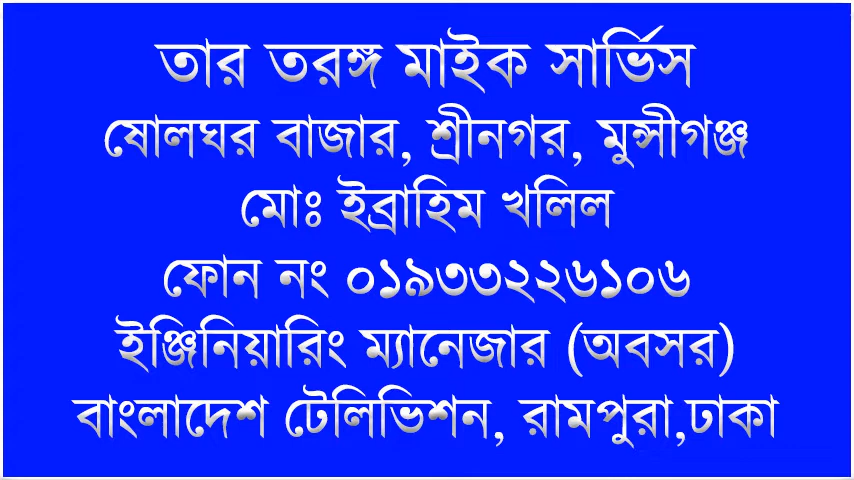 তার তরঙ্গ মাইক সার্ভিস
ষোলঘর বাজার, শ্রীনগর, মুন্সীগঞ্জ
মোঃ ইব্রাহিম খলিল
ফোন নং ০১৯৩৩২২৬১০৬
ইঞ্জিনিয়ারিং ম্যানেজার (অবসর)
বাংলাদেশ টেলিভিশন, রামপুরা,ঢাকা